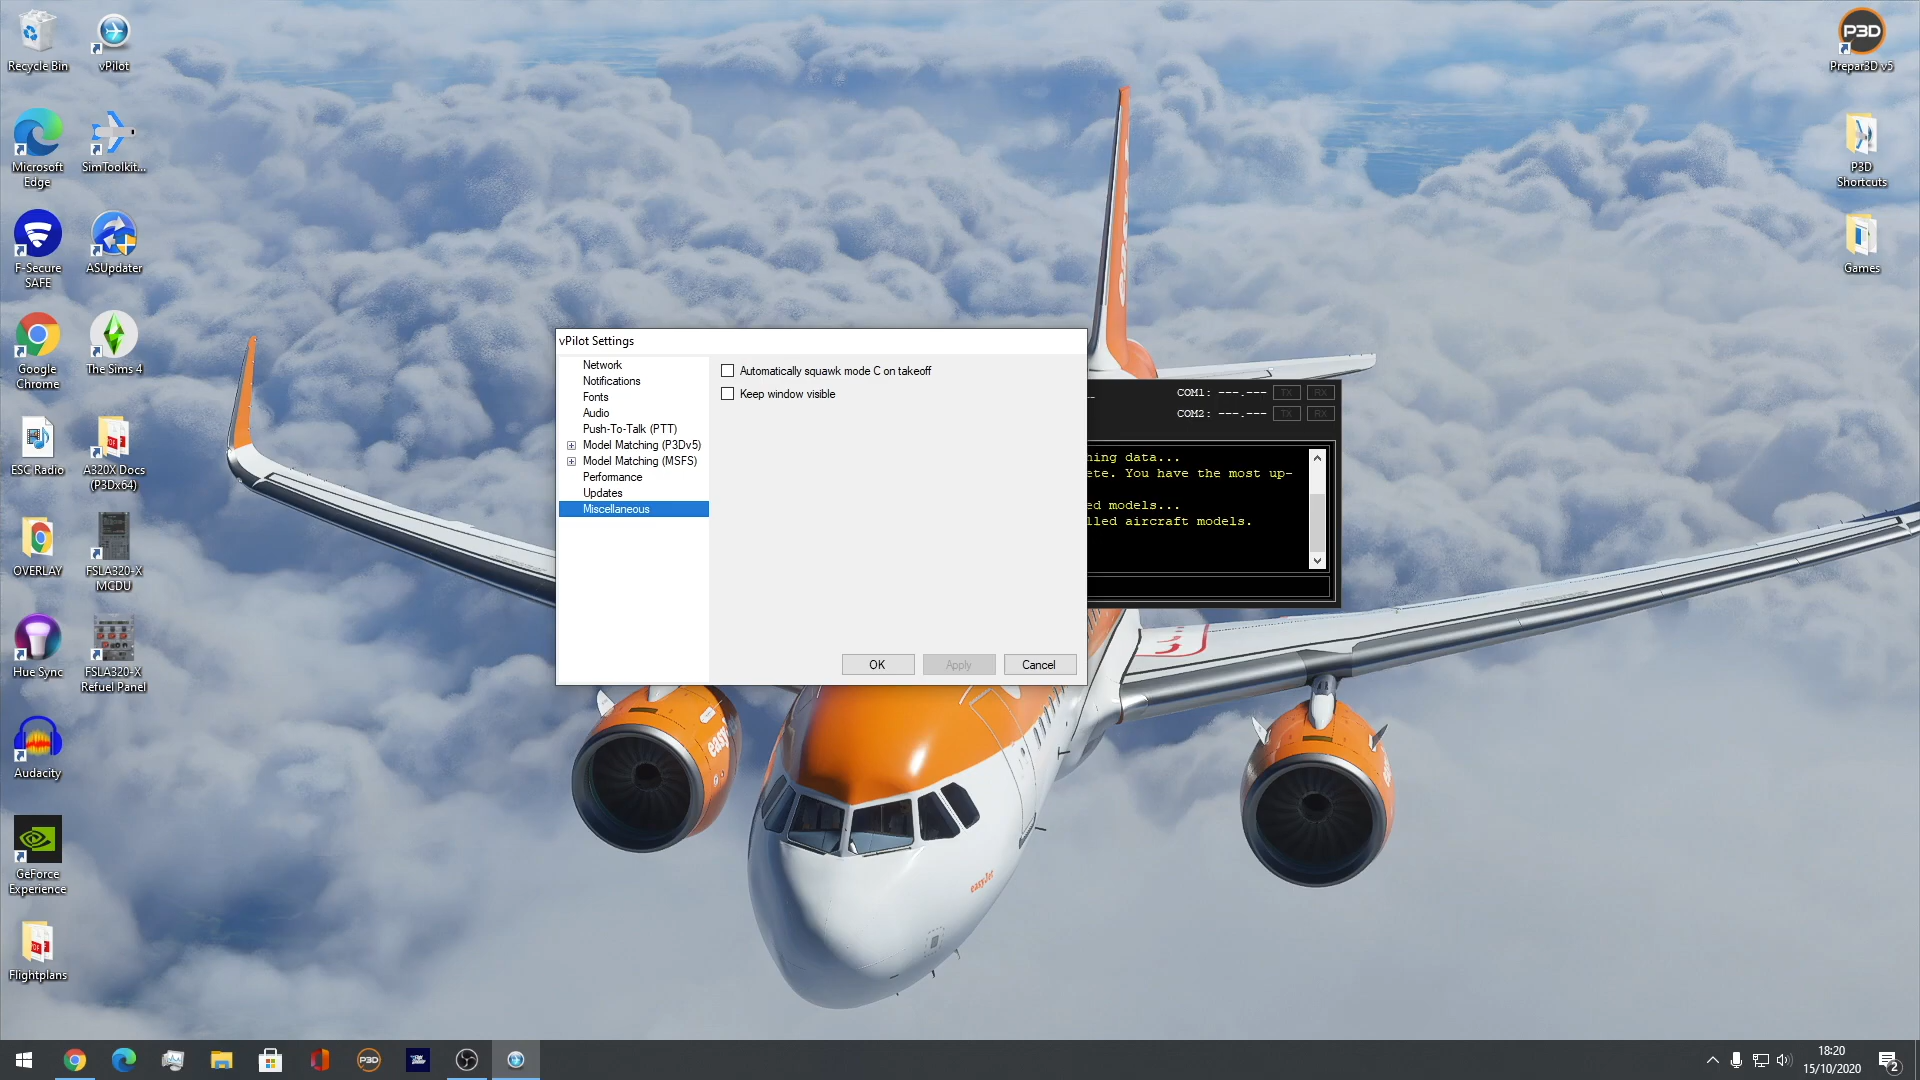 Recycle Bin
vPilot
Microsoft
Edge
SimToolkit...
F-Secure
SAFE
ASUpdater
Google
Chrome
The Sims 4
ESC Radio
A320X Docs
(P3Dx64)
OVERLAY
FSLA320-X
MCDU
Hue Sync
FSLA320-X
Refuel Panel
Audacity
GeForce
Experience
Flightplans
P3D
Prepar3D v5
P3D
Shortcuts
Games
vPilot Settings
Network
Notifications
Fonts
Audio
Push-To-Talk (PTT)
Model Matching (P3Dv5)
Model Matching (MSFS)
Performance
Updates
Miscellaneous
Automatically squawk mode C on takeoff
Keep window visible
OK
Apply
Cancel
COM1: ---.--- TX RX
COM2: ---.--- TX RX
hing data...
ete. You have the most up-
ed models...
lled aircraft models.
easyJet
P3D
18:20
15/10/2020
2